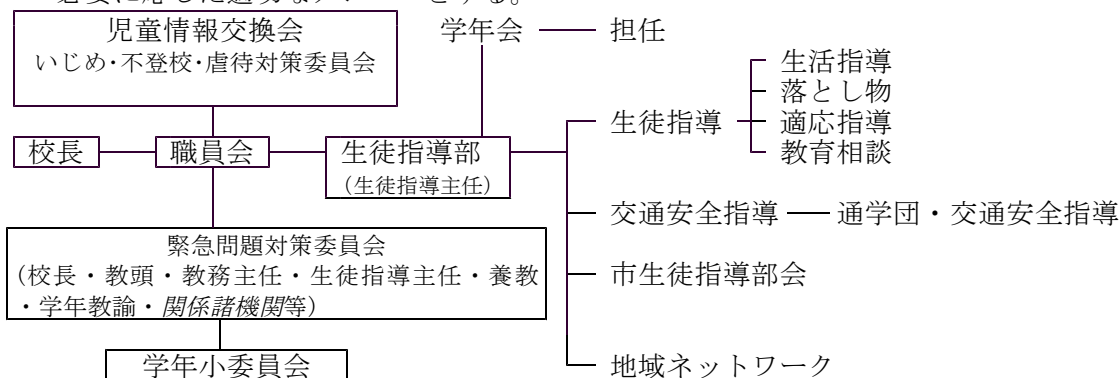 児童情報交換会
いじめ・不登校・虐待対策委員会
学年会
担任
校長
職員会
生徒指導部
(生徒指導主任)
生徒指導
生活指導
落とし物
適応指導
教育相談
交通安全指導
通学団・交通安全指導
市生徒指導部会
地域ネットワーク
緊急問題対策委員会
(校長・教頭・教務主任・生徒指導主任・養教
・学年教諭・関係諸機関等)
学年小委員会